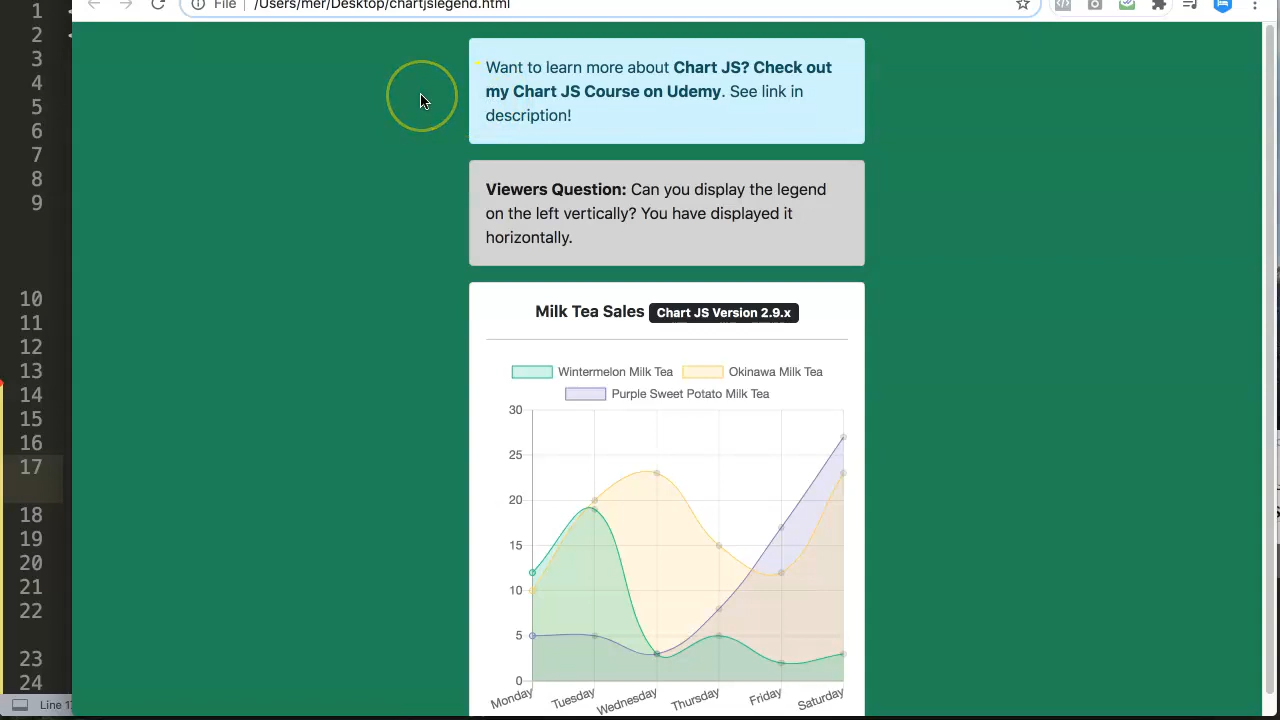 File /Users/mer/Desktop/chartjslegend.html
1
2
3
4
5
6
7
8
9
10
11
12
13
14
15
16
17
18
19
20
21
22
23
24
Want to learn more about Chart JS? Check out
my Chart JS Course on Udemy. See link in
description!
Viewers Question: Can you display the legend
on the left vertically? You have displayed it
horizontally.
Milk Tea Sales Chart JS Version 2.9.x
Wintermelon Milk Tea Okinawa Milk Tea
Purple Sweet Potato Milk Tea
30
25
20
15
10
5
0
Monday Tuesday Wednesday Thursday Friday Saturday
Line